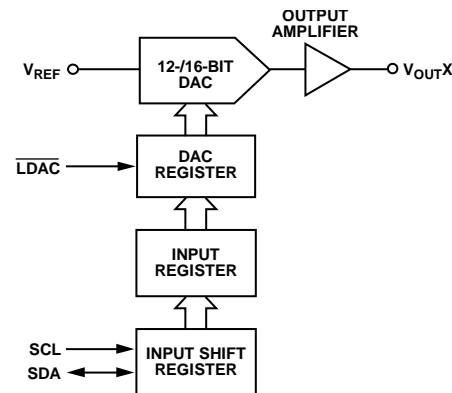 OUTPUT
AMPLIFIER
VREF
12-/16-BIT
DAC
VOUTX
LDAC
DAC
REGISTER
INPUT
REGISTER
SCL
SDA
INPUT SHIFT
REGISTER